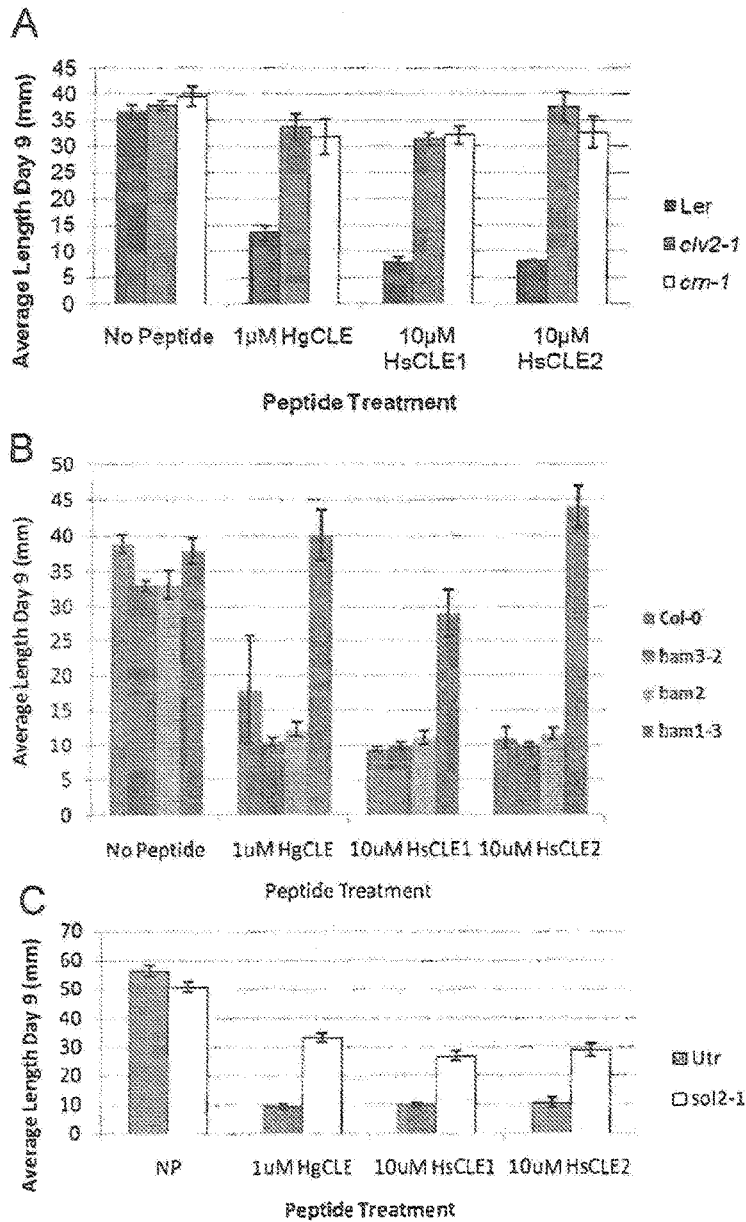 A
Average Length Day 9 (mm)
45
40
35
30
25
20
15
10
5
0
No Peptide 1µM HgCLE 10µM HsCLE1 10µM HsCLE2
Peptide Treatment
Ler
clv2-1
crn-1
B
Average Length Day 9 (mm)
50
45
40
35
30
25
20
15
10
5
0
No Peptide 1uM HgCLE 10uM HsCLE1 10uM HsCLE2
Peptide Treatment
Col-0
bam3-2
bam2
bam1-3
C
Average Length Day 9 (mm)
70
60
50
40
30
20
10
0
NP 1uM HgCLE 10uM HsCLE1 10uM HsCLE2
Peptide Treatment
Utr
sol2-1